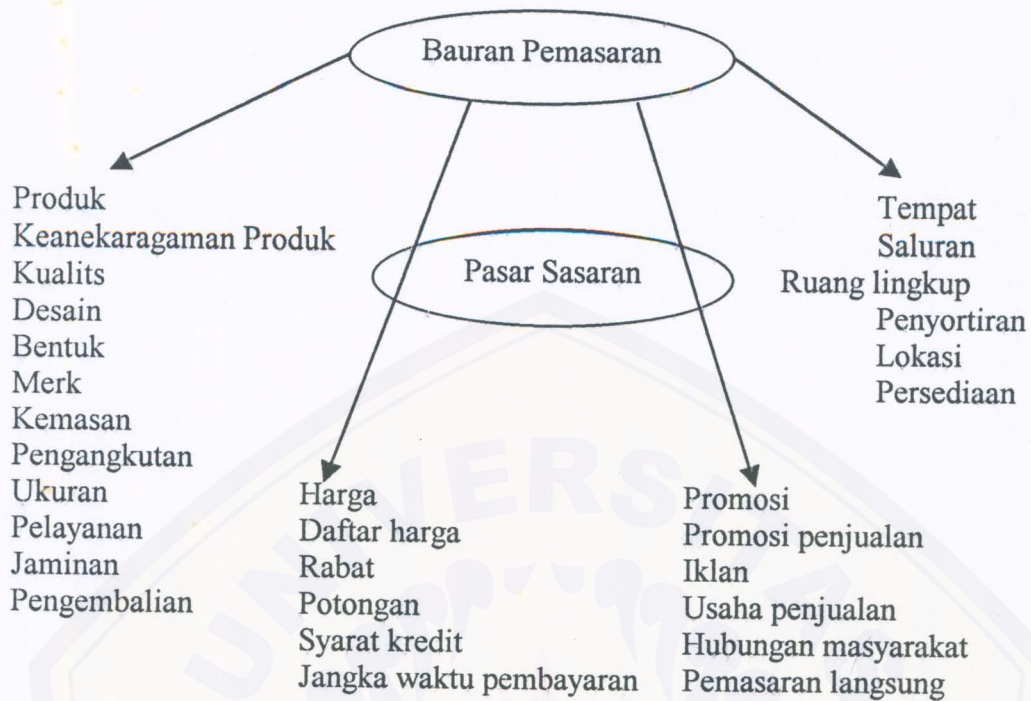 Bauran Pemasaran
Pasar Sasaran
Produk
Keanekaragaman Produk
Kualits
Desain
Bentuk
Merk
Kemasan
Pengangkutan
Ukuran
Pelayanan
Jaminan
Pengembalian
Harga
Daftar harga
Rabat
Potongan
Syarat kredit
Jangka waktu pembayaran
Promosi
Promosi penjualan
Iklan
Usaha penjualan
Hubungan masyarakat
Pemasaran langsung
Tempat
Saluran
Ruang lingkup
Penyortiran
Lokasi
Persediaan
UNIVERSITAS